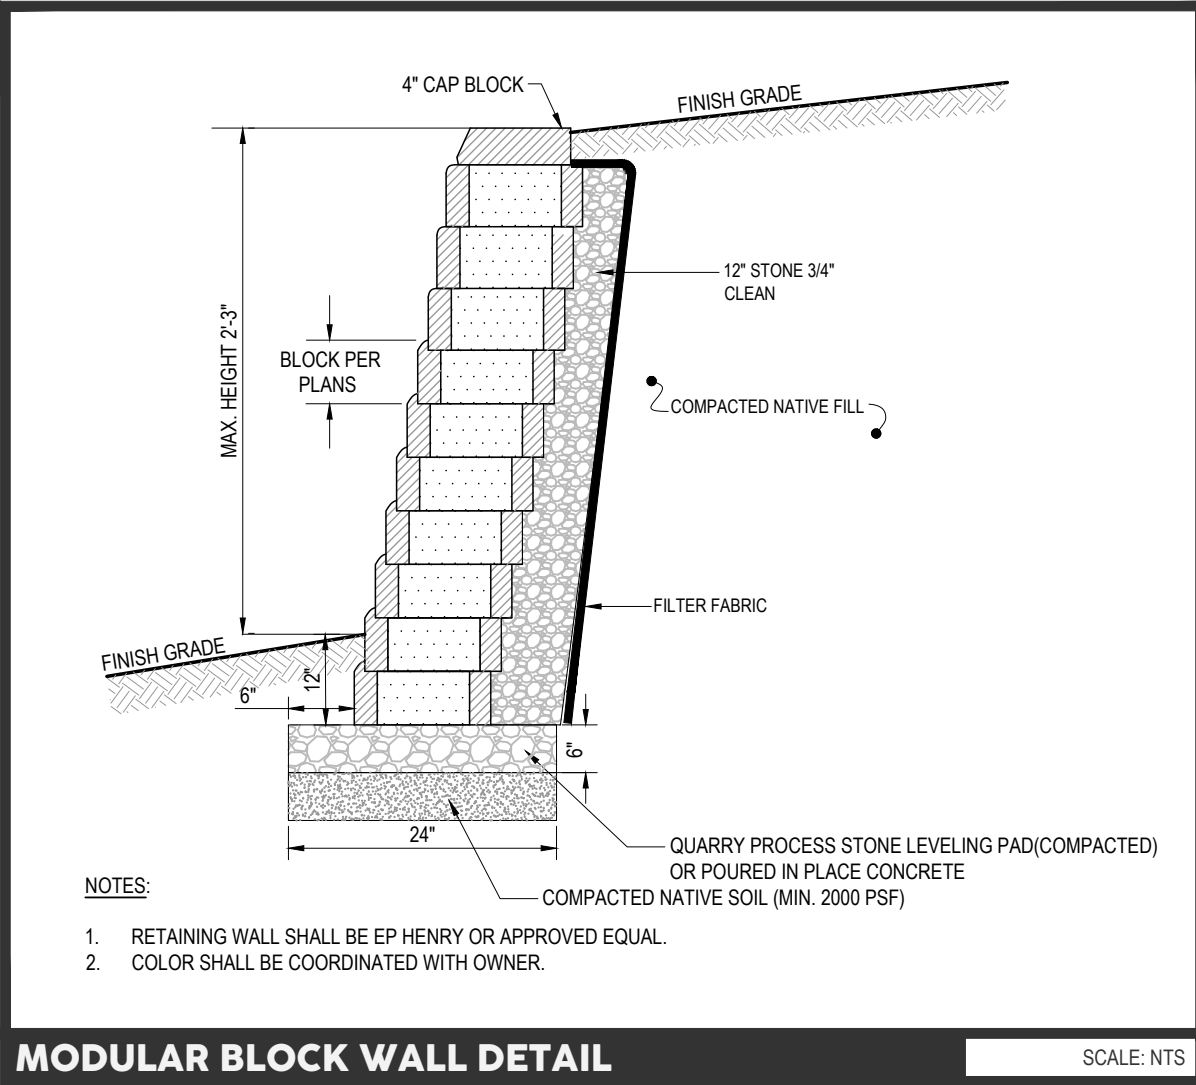 4" CAP BLOCK
FINISH GRADE
12" STONE 3/4"
CLEAN
MAX. HEIGHT 2'-3"
BLOCK PER
PLANS
COMPACTED NATIVE FILL
FILTER FABRIC
FINISH GRADE
12"
6"
6"
24"
QUARRY PROCESS STONE LEVELING PAD(COMPACTED)
OR POURED IN PLACE CONCRETE
COMPACTED NATIVE SOIL (MIN. 2000 PSF)
NOTES:
1. RETAINING WALL SHALL BE EP HENRY OR APPROVED EQUAL.
2. COLOR SHALL BE COORDINATED WITH OWNER.
MODULAR BLOCK WALL DETAIL
SCALE: NTS